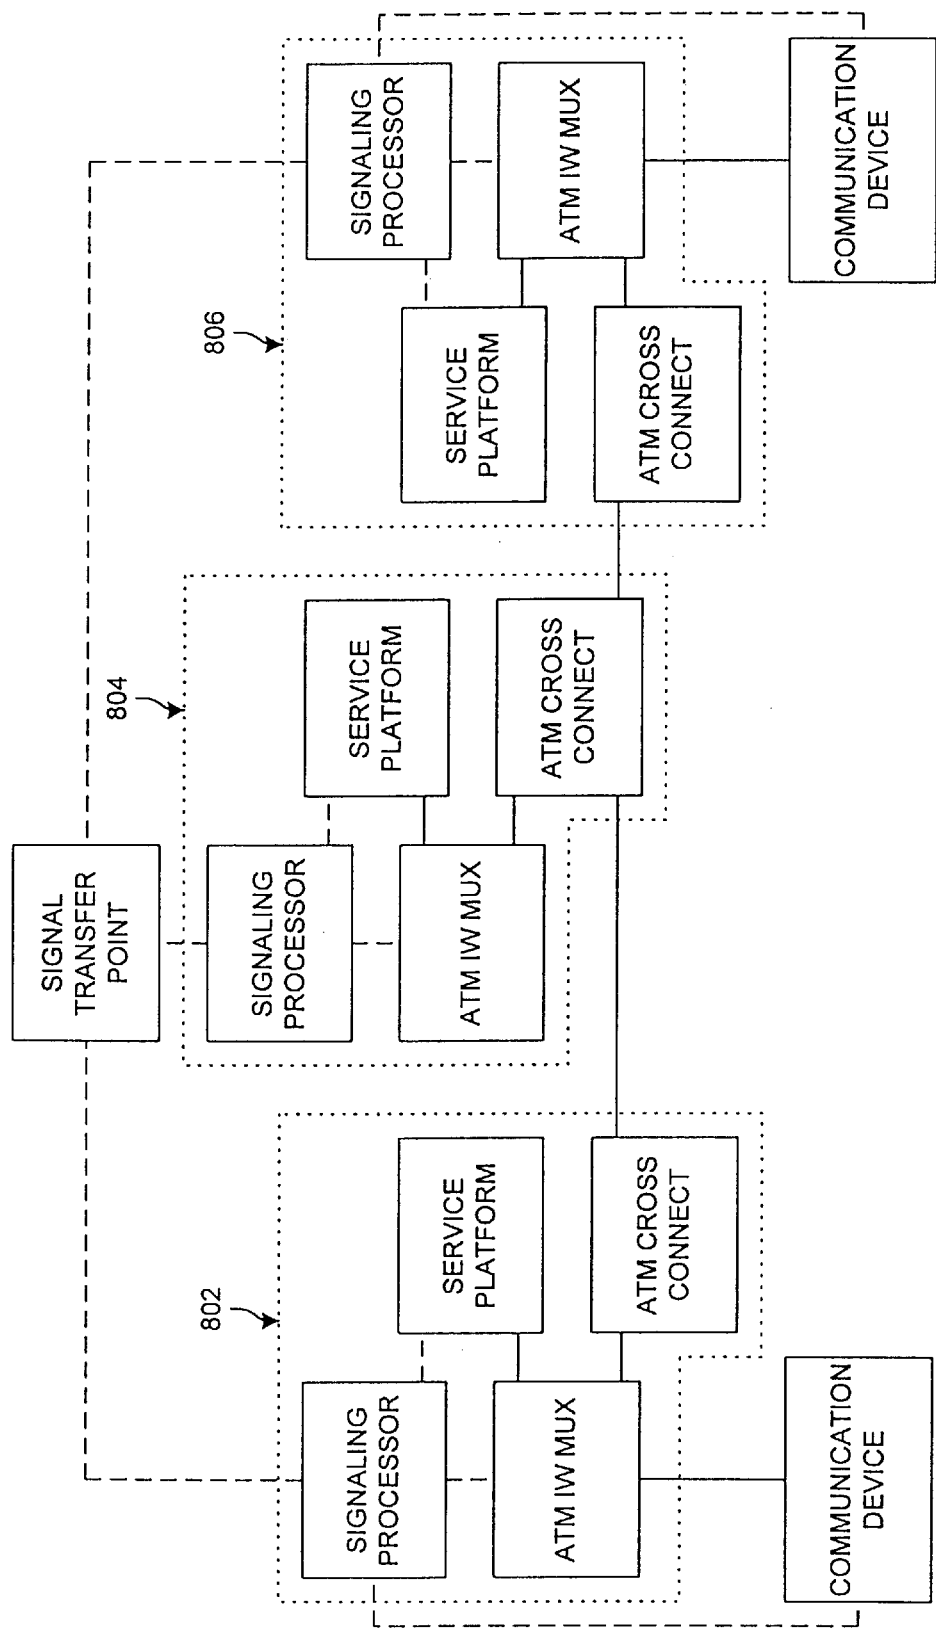 SIGNAL
TRANSFER
POINT
802
SIGNALING
PROCESSOR
SERVICE
PLATFORM
ATM IW MUX
ATM CROSS
CONNECT
COMMUNICATION
DEVICE
804
SIGNALING
PROCESSOR
SERVICE
PLATFORM
ATM IW MUX
ATM CROSS
CONNECT
806
SIGNALING
PROCESSOR
SERVICE
PLATFORM
ATM IW MUX
ATM CROSS
CONNECT
COMMUNICATION
DEVICE